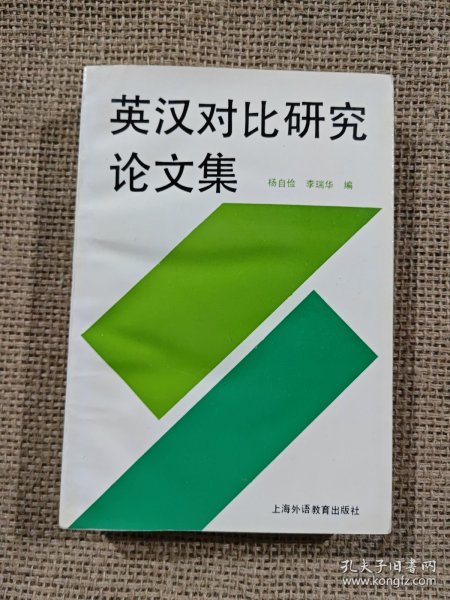 英汉对比研究
论文集
杨自俭 李瑞华 编
上海外语教育出版社
孔夫子旧书网
www.kongfz.com